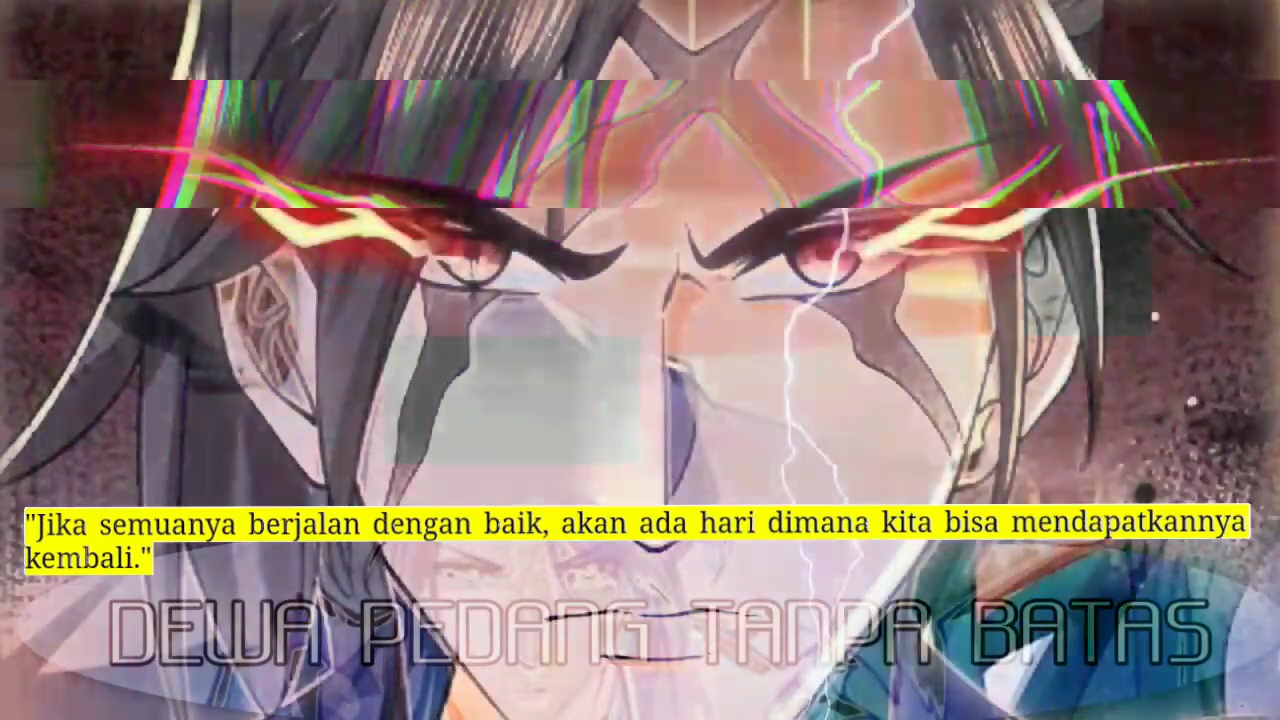 "Jika semuanya berjalan dengan baik, akan ada hari dimana kita bisa mendapatkannya
kembali."
DEWA PEDANG TANPA BATAS